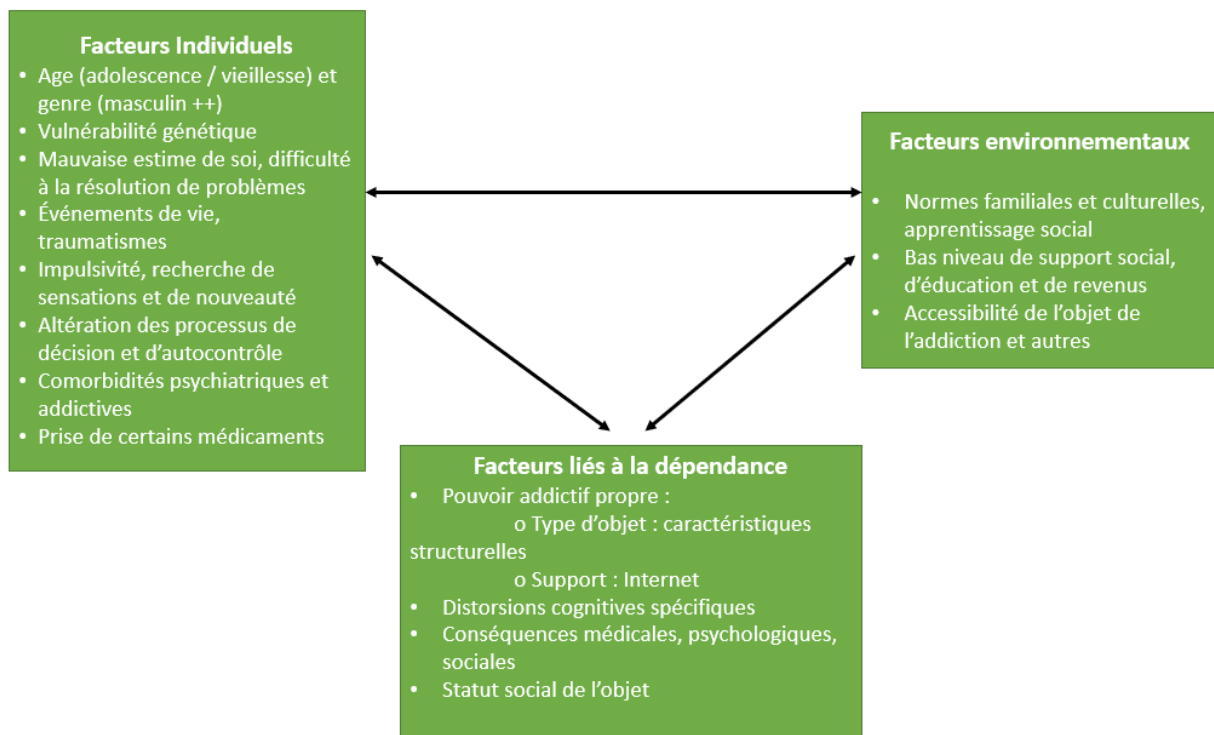 Facteurs Individuels
• Age (adolescence / vieillesse) et
genre (masculin ++)
• Vulnérabilité génétique
• Mauvaise estime de soi, difficulté
à la résolution de problèmes
• Événements de vie,
traumatismes
• Impulsivité, recherche de
sensations et de nouveauté
• Altération des processus de
décision et d’autocontrôle
• Comorbidités psychiatriques et
addictives
• Prise de certains médicaments
Facteurs environnementaux
• Normes familiales et culturelles,
apprentissage social
• Bas niveau de support social,
d’éducation et de revenus
• Accessibilité de l’objet de
l’addiction et autres
Facteurs liés à la dépendance
• Pouvoir addictif propre :
o Type d’objet : caractéristiques
structurelles
o Support : Internet
• Distorsions cognitives spécifiques
• Conséquences médicales, psychologiques,
sociales
• Statut social de l’objet